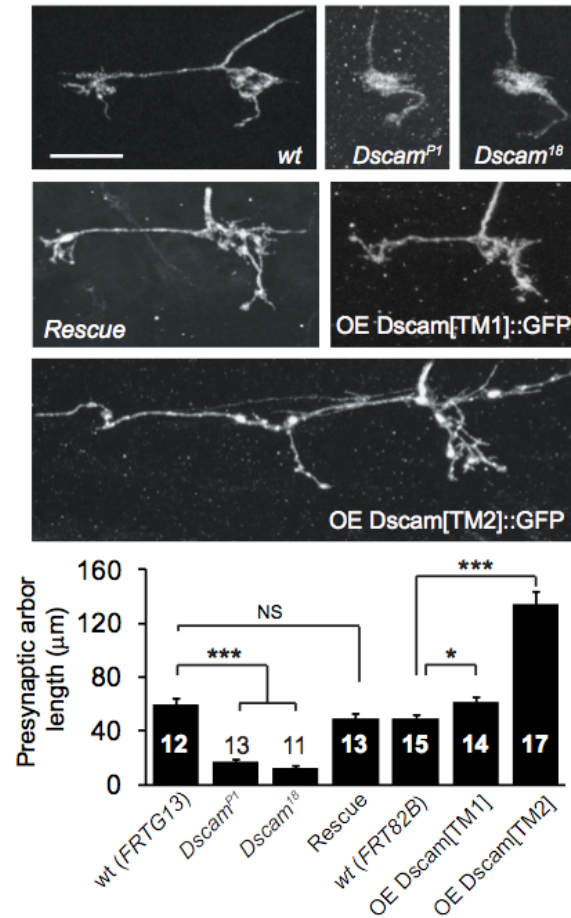 wt
Dscam^P1
Dscam^18
Rescue
OE Dscam[TM1]::GFP
OE Dscam[TM2]::GFP
Presynaptic arbor
length (µm)
160
120
80
40
0
NS
***
***
*
12
13
11
13
15
14
17
wt (FRTG13)
Dscam^P1
Dscam^18
Rescue
wt (FRT82B)
OE Dscam[TM1]
OE Dscam[TM2]